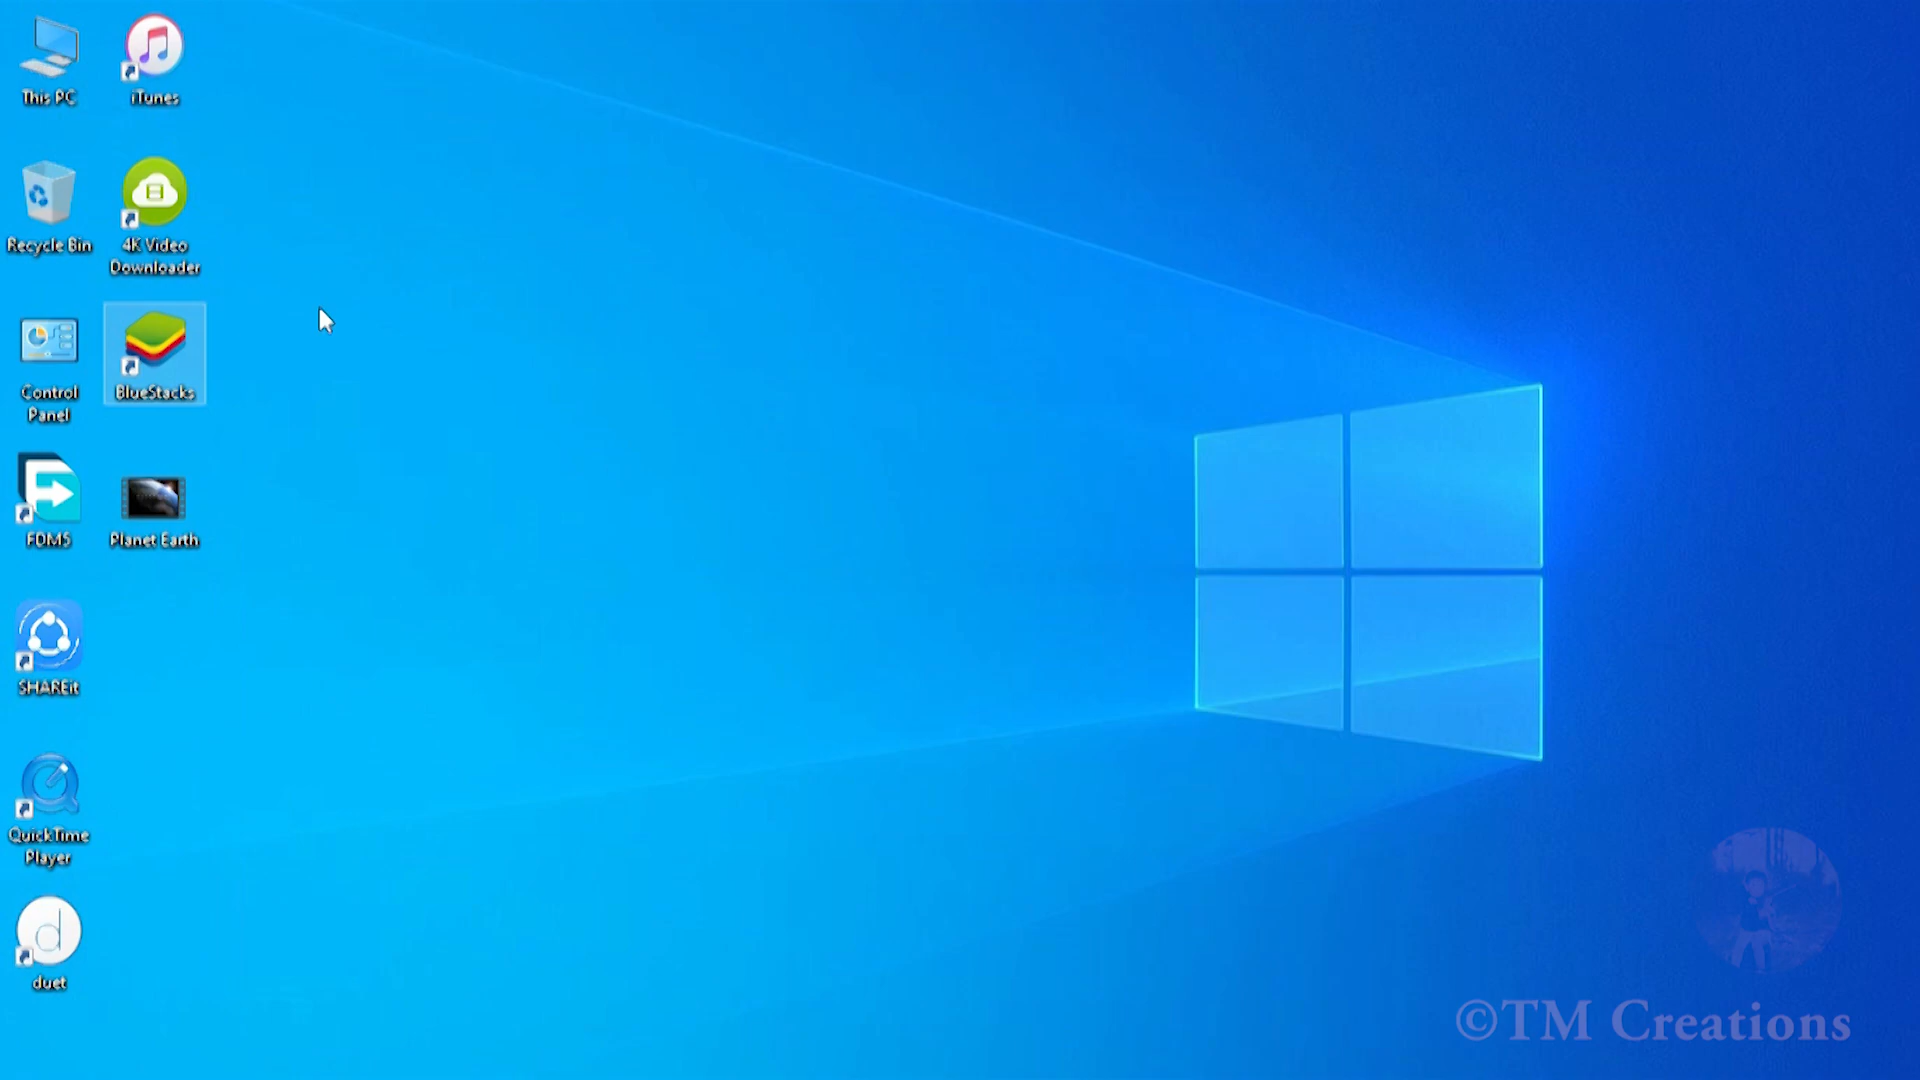 This PC
iTunes
Recycle Bin
4K Video
Downloader
Control
Panel
BlueStacks
FDM5
Planet Earth
SHAREit
QuickTime
Player
duet
©TM Creations